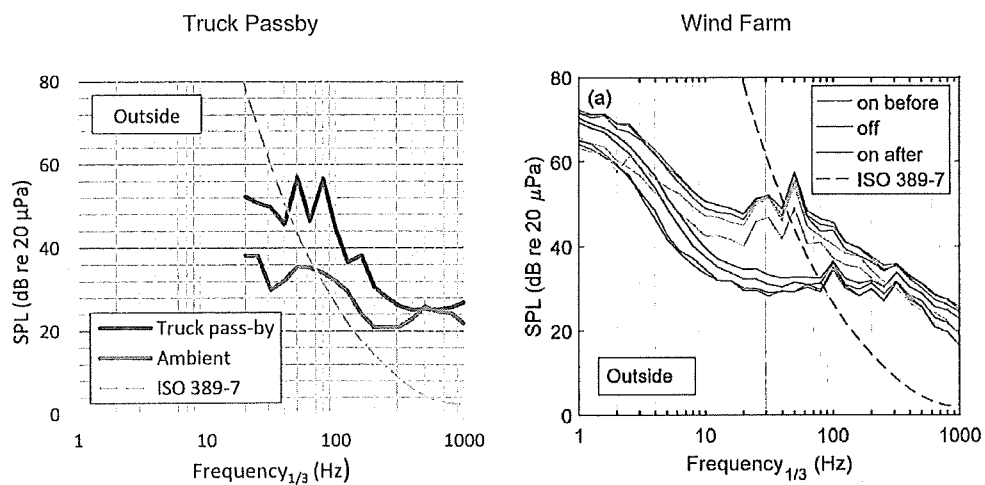 Truck Passby
Wind Farm
80
60
40
20
0
SPL (dB re 20 µPa)
Outside
Truck pass-by
Ambient
ISO 389-7
1
10
100
1000
Frequency1/3 (Hz)
80
60
40
20
0
SPL (dB re 20 µPa)
(a)
on before
off
on after
ISO 389-7
Outside
1
10
100
1000
Frequency1/3 (Hz)